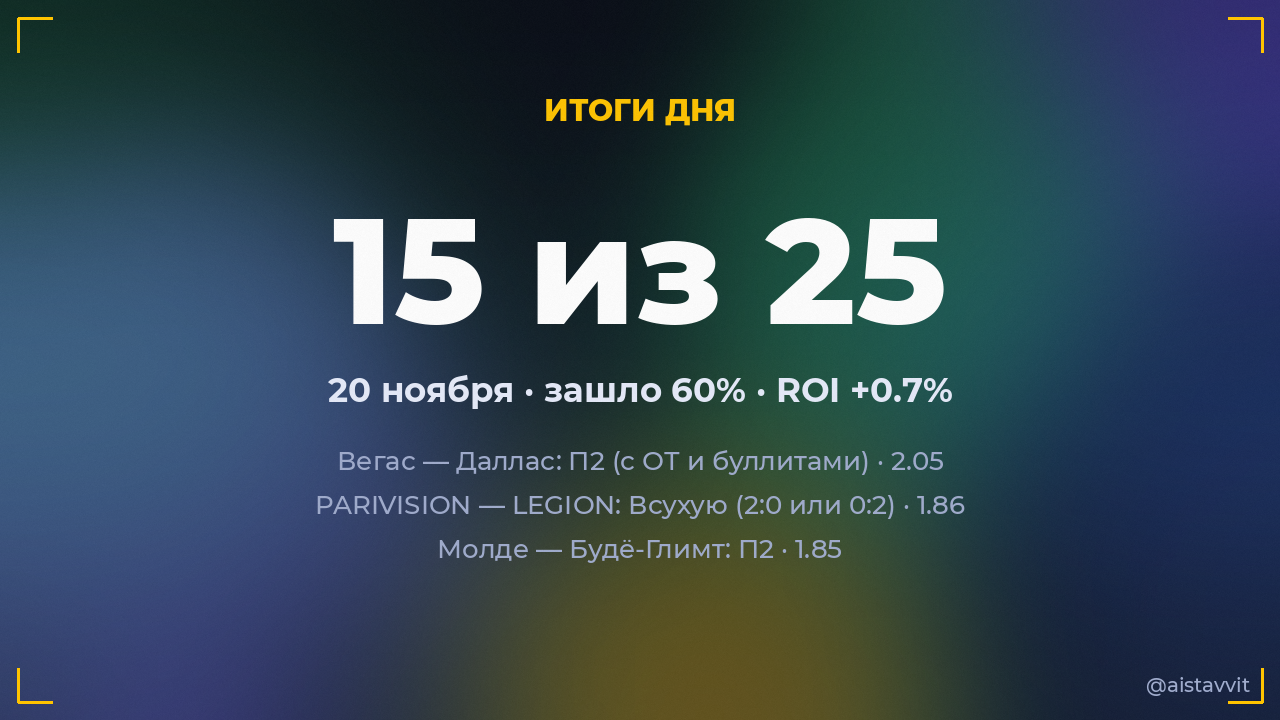 ИТОГИ ДНЯ
15 из 25
20 ноября · зашло 60% · ROI +0.7%
Вегас — Даллас: П2 (с ОТ и буллитами) · 2.05
PARIVISION — LEGION: Всухую (2:0 или 0:2) · 1.86
Молде — Будё-Глимт: П2 · 1.85
@aistavvit